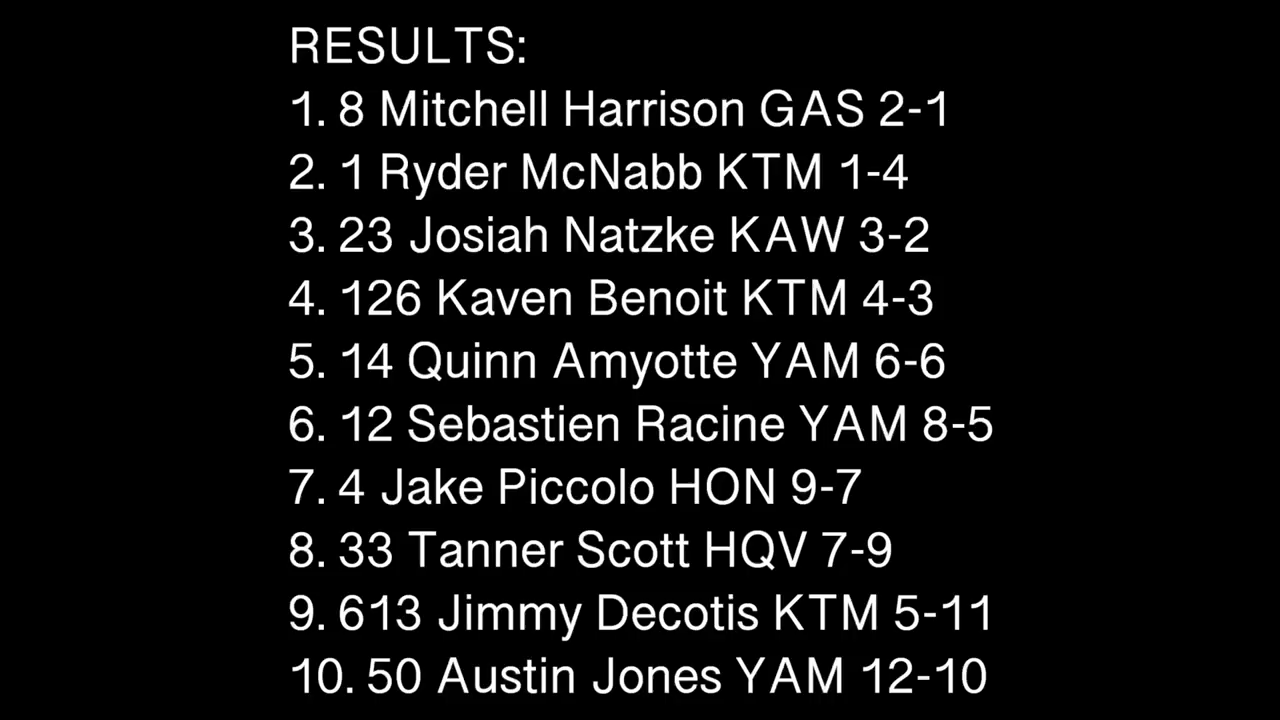 RESULTS:
1. 8 Mitchell Harrison GAS 2-1
2. 1 Ryder McNabb KTM 1-4
3. 23 Josiah Natzke KAW 3-2
4. 126 Kaven Benoit KTM 4-3
5. 14 Quinn Amyotte YAM 6-6
6. 12 Sebastien Racine YAM 8-5
7. 4 Jake Piccolo HON 9-7
8. 33 Tanner Scott HQV 7-9
9. 613 Jimmy Decotis KTM 5-11
10. 50 Austin Jones YAM 12-10